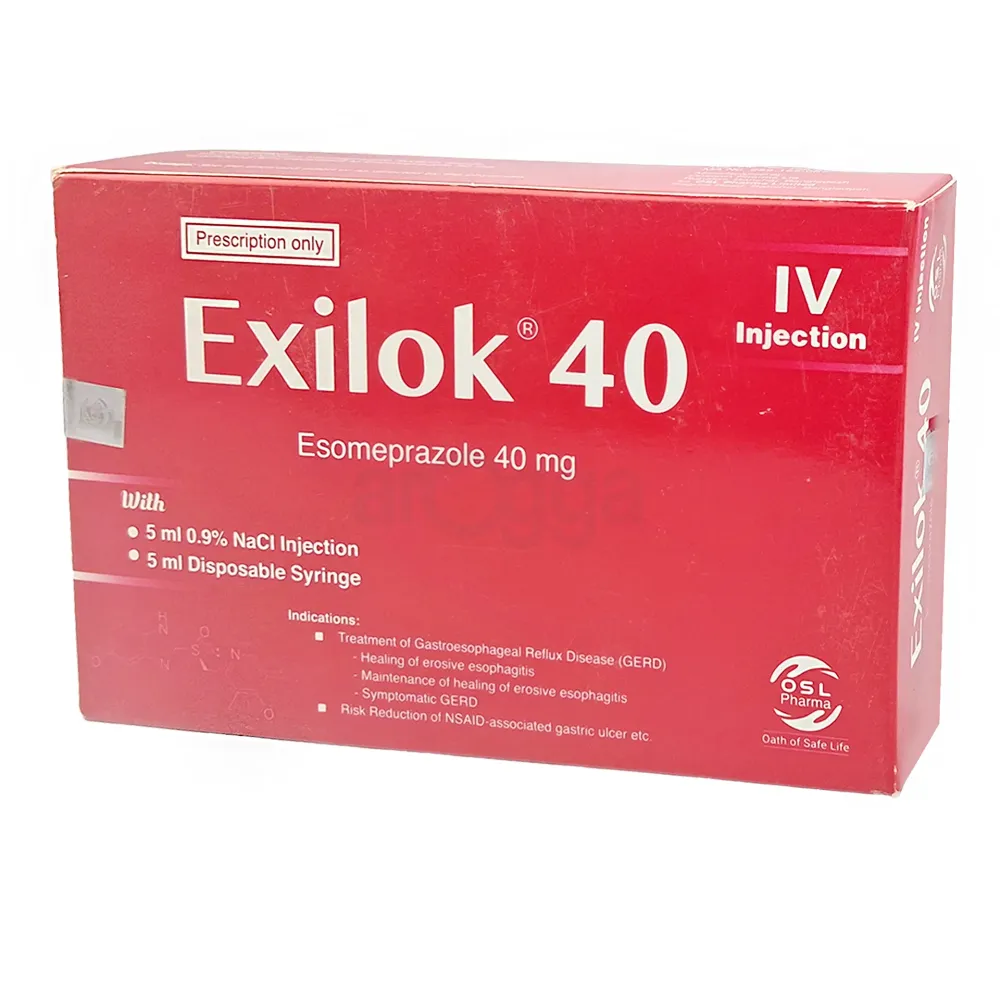 Prescription only
Exilok® 40
IV
Injection
Esomeprazole 40 mg
With
• 5 ml 0.9% NaCl Injection
• 5 ml Disposable Syringe
Indications:
■ Treatment of Gastroesophageal Reflux Disease (GERD)
- Healing of erosive esophagitis
- Maintenance of healing of erosive esophagitis
- Symptomatic GERD
■ Risk Reduction of NSAID-associated gastric ulcer etc.
OSL
Pharma
Oath of Safe Life
Exilok® 40
IV Injection
arogga